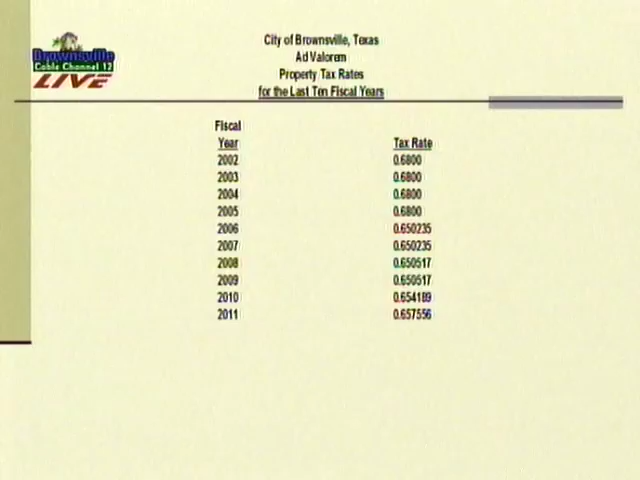 Brownsville
Cable Channel 12
LIVE
City of Brownsville, Texas
Ad Valorem
Property Tax Rates
for the Last Ten Fiscal Years
Fiscal
Year Tax Rate
2002 0.6800
2003 0.6800
2004 0.6800
2005 0.6800
2006 0.650235
2007 0.650235
2008 0.650517
2009 0.650517
2010 0.654189
2011 0.657556